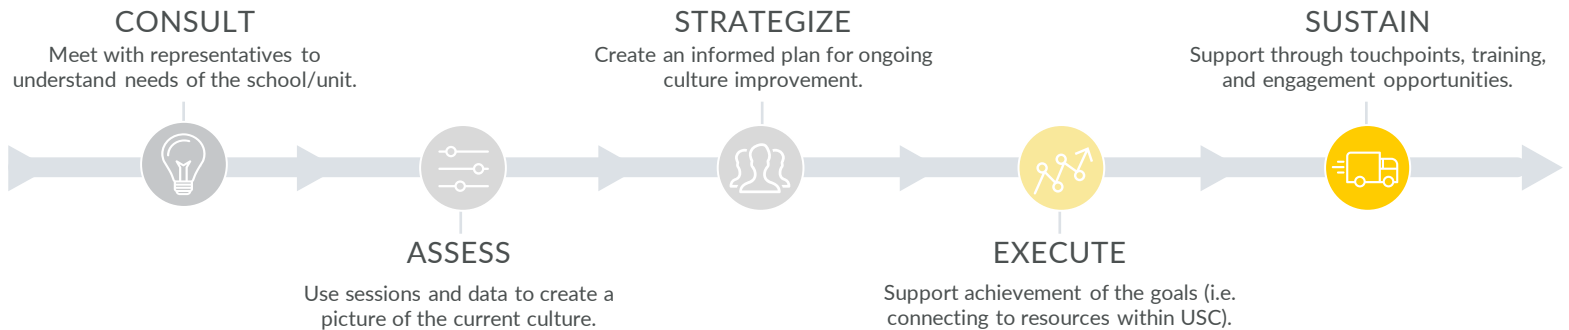 CONSULT
Meet with representatives to
understand needs of the school/unit.
ASSESS
Use sessions and data to create a
picture of the current culture.
STRATEGIZE
Create an informed plan for ongoing
culture improvement.
EXECUTE
Support achievement of the goals (i.e.
connecting to resources within USC).
SUSTAIN
Support through touchpoints, training,
and engagement opportunities.